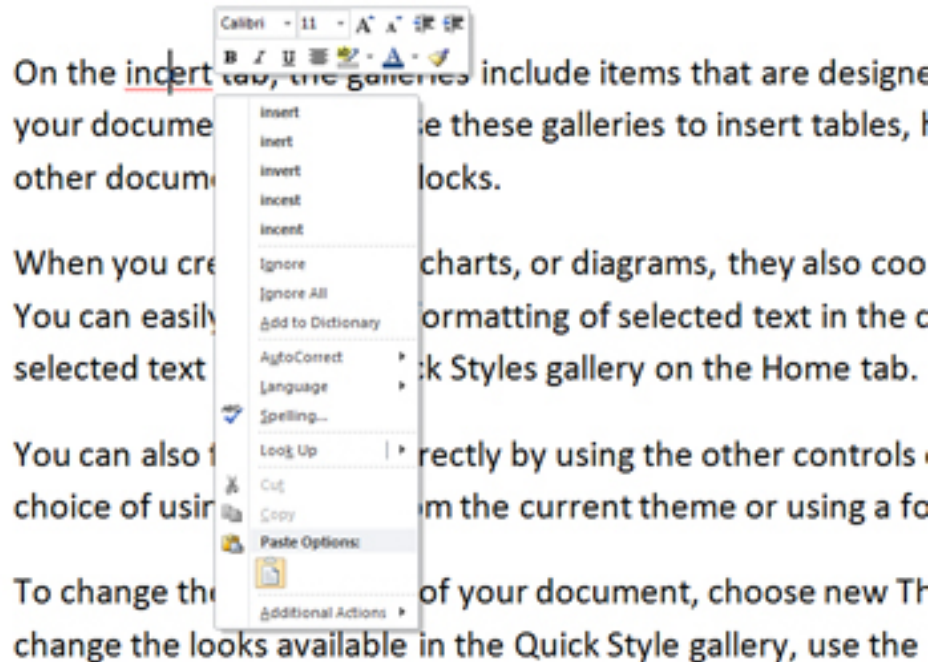 Calibri 11
On the incert tab, the galleries include items that are designe
your docume se these galleries to insert tables, h
other docum locks.
When you cre charts, or diagrams, they also coo
You can easily ormatting of selected text in the d
selected text k Styles gallery on the Home tab.
You can also rectly by using the other controls
choice of usin m the current theme or using a fo
To change the of your document, choose new Th
change the looks available in the Quick Style gallery, use the
insert
inert
invert
incest
incent
Ignore
Ignore All
Add to Dictionary
AutoCorrect
Language
Spelling...
Look Up
Cut
Copy
Paste Options:
Additional Actions